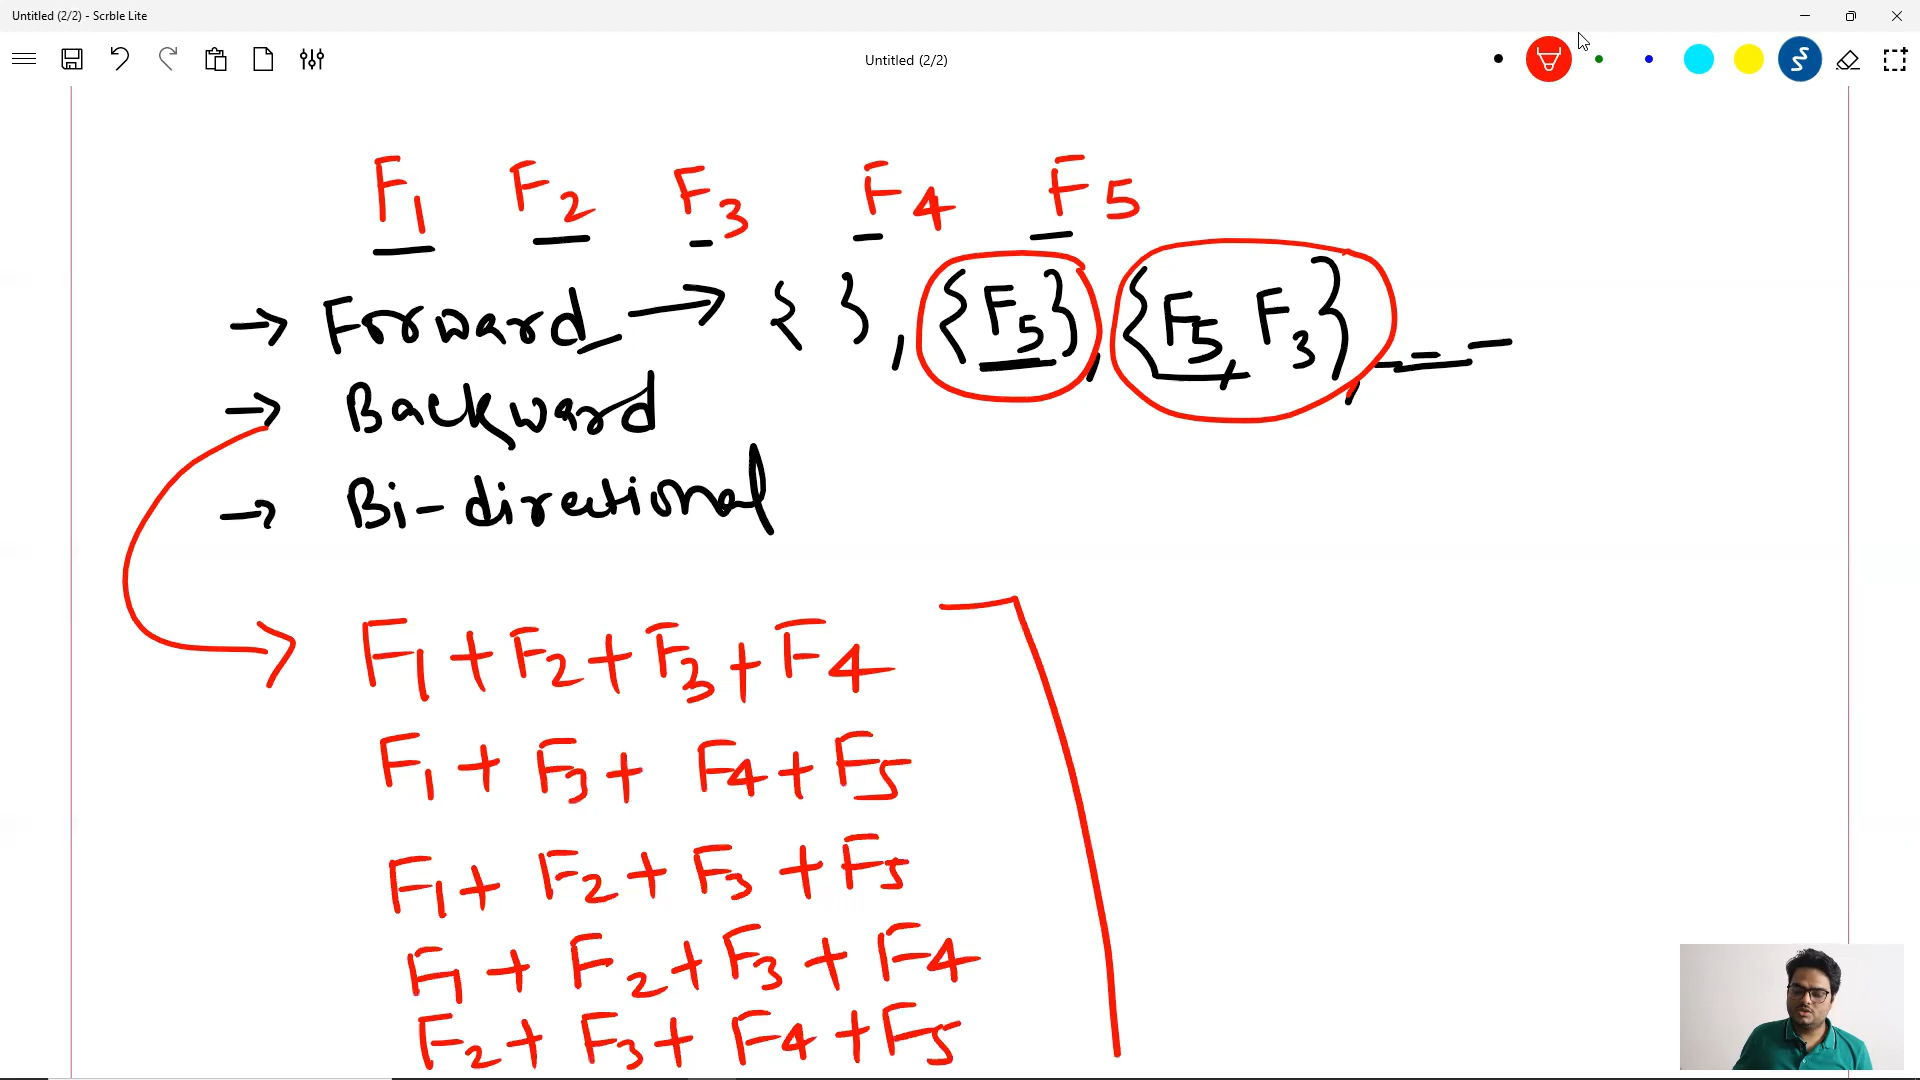 Untitled (2/2) - Scrble Lite
Untitled (2/2)
F1 F2 F3 F4 F5
→ Forward → { }, {F5}, {F5, F3}, _ _ _
→ Backward
→ Bi-directional
F1 + F2 + F3 + F4
F1 + F3 + F4 + F5
F1 + F2 + F3 + F5
F1 + F2 + F3 + F4
F2 + F3 + F4 + F5